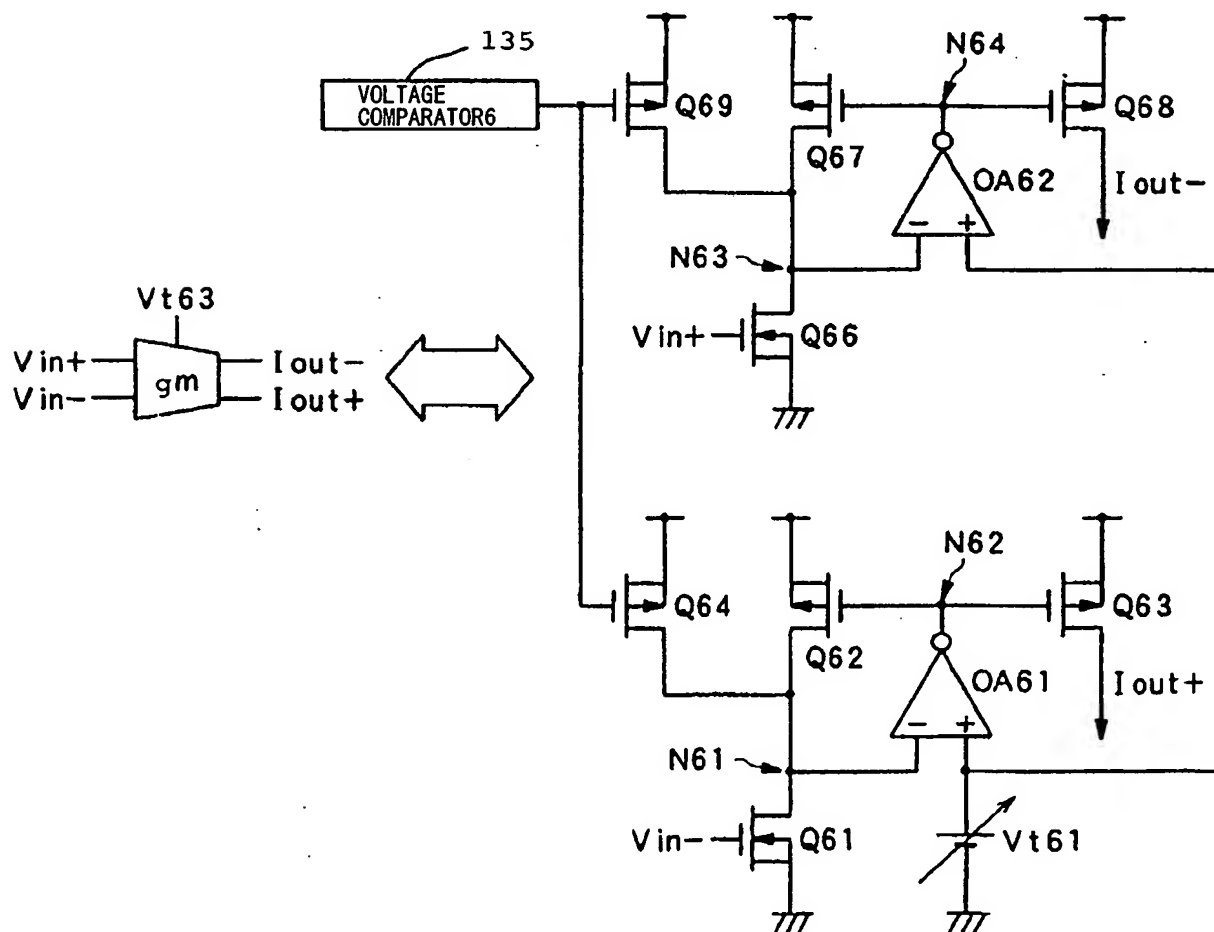 135
VOLTAGE
COMPARATOR6
N64
Q69
Q67
Q68
OA62
Iout-
- +
N63
Vin+
Q66
Vt63
Vin+
Vin-
gm
Iout-
Iout+
N62
Q64
Q62
Q63
OA61
Iout+
- +
N61
Vin-
Q61
Vt61